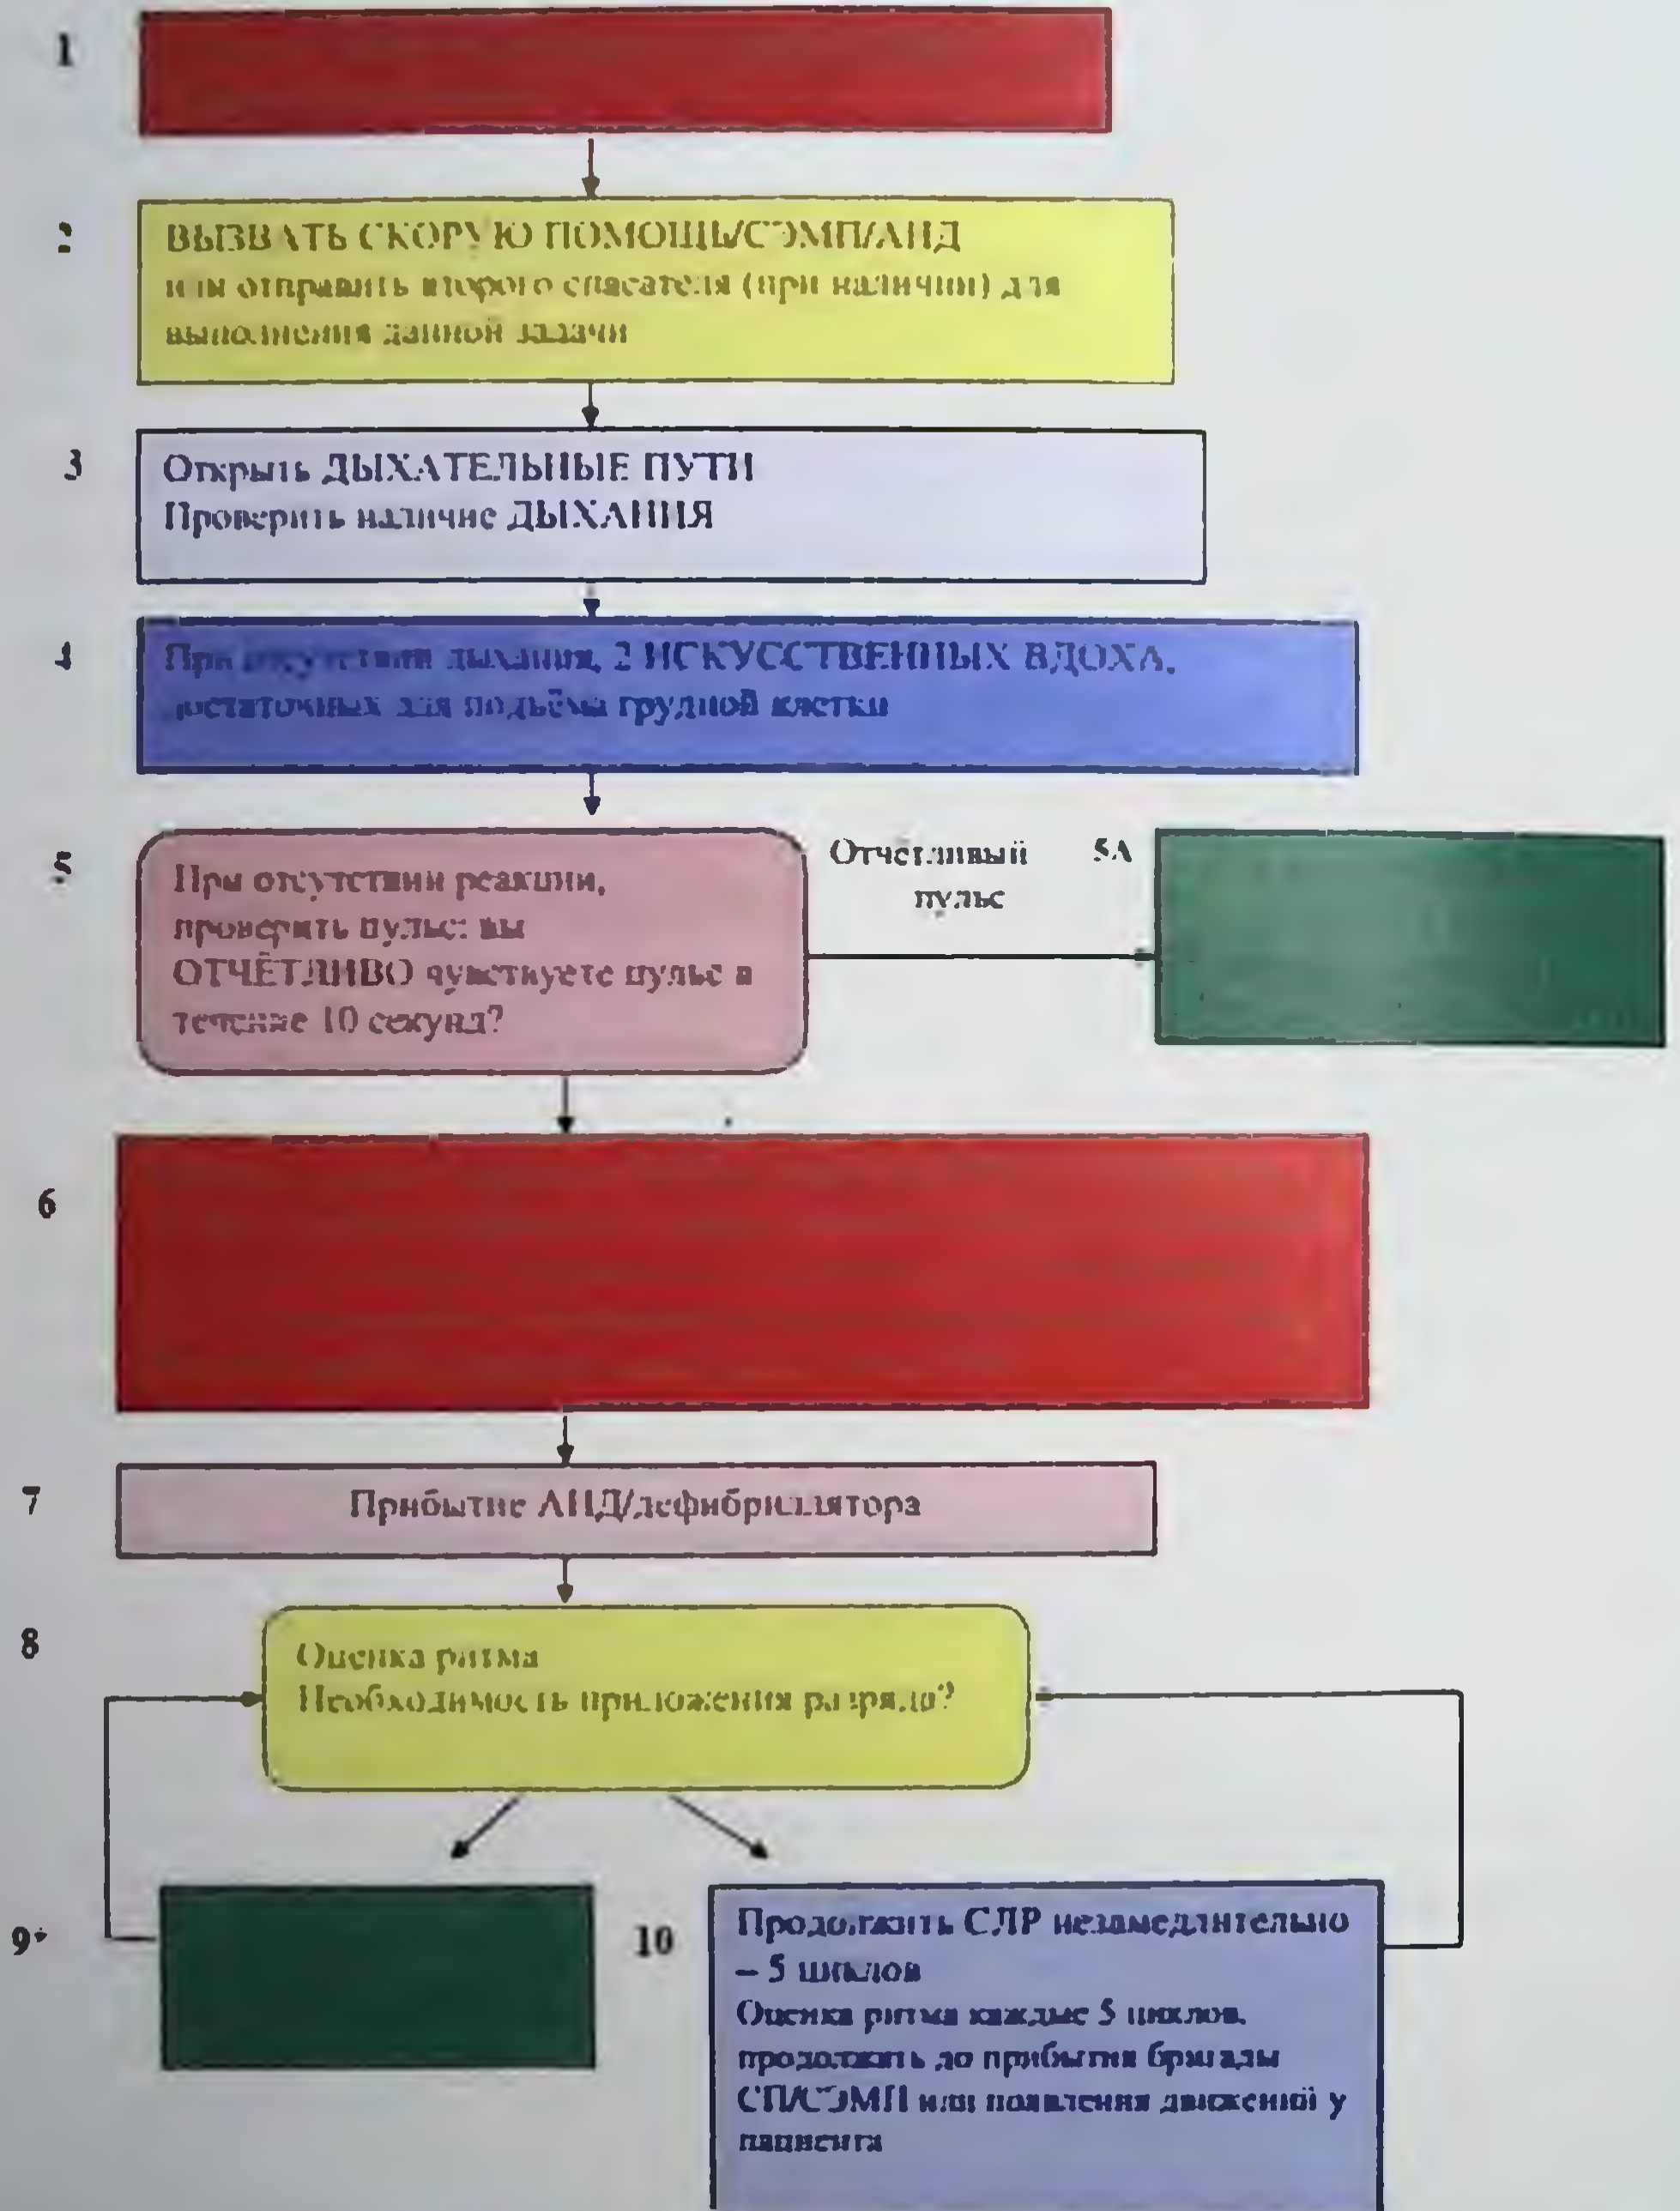 1
2
ВЫЗВАТЬ СКОРУЮ ПОМОЩЬ/СЭМП/АНД
или отправить второго спасателя (при наличии) для
выполнения данной задачи
3
Открыть ДЫХАТЕЛЬНЫЕ ПУТИ
Проверить наличие ДЫХАНИЯ
4
При отсутствии дыхания, 2 ИСКУССТВЕННЫХ ВДОХА,
достаточных для подъёма грудной клетки
5
При отсутствии реакции,
проверить пульс: вы
ОТЧЁТЛИВО чувствуете пульс в
течение 10 секунд?
Отчётливый
пульс
5А
6
7
Прибытие АНД/дефибриллятора
8
Оценка ритма
Необходимость приложения разряда?
9*
10
Продолжить СЛР незамедлительно
– 5 циклов
Оценка ритма каждые 5 циклов,
продолжить до прибытия бригады
СП/СЭМП или появления движений у
пациента